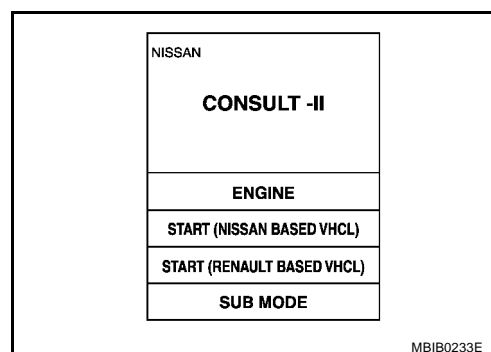 NISSAN
CONSULT -II
ENGINE
START (NISSAN BASED VHCL)
START (RENAULT BASED VHCL)
SUB MODE
MBIB0233E